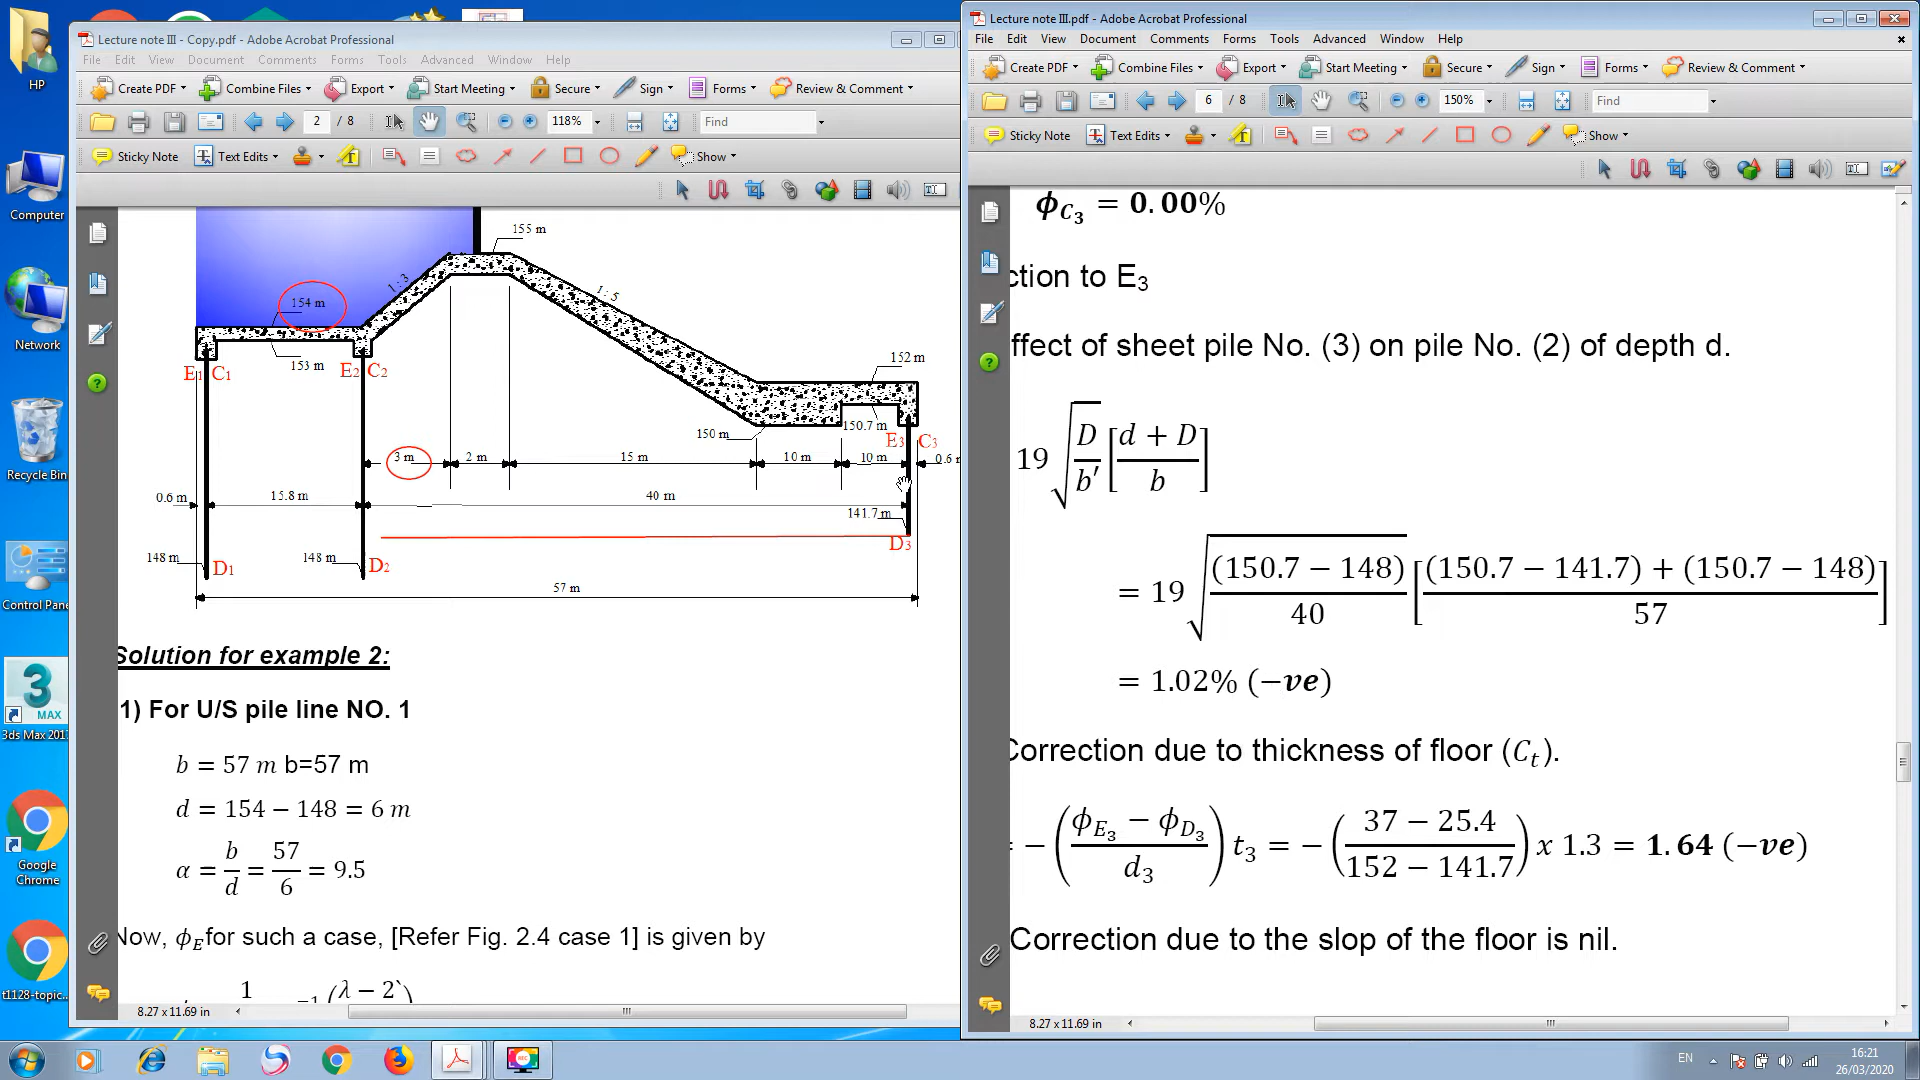 HP
Computer
Network
Recycle Bin
Control Pane
3ds Max 201
Google
Chrome
t1128-topic...
Lecture note III - Copy.pdf - Adobe Acrobat Professional
File Edit View Document Comments Forms Tools Advanced Window Help
Create PDF Combine Files Export Start Meeting Secure Sign Forms Review & Comment
2 / 8 118% Find
Sticky Note Text Edits Show
155 m
1 : 3
1 : 5
154 m
153 m
152 m
E1 C1
E2 C2
150 m
150.7 m
E3 C3
3 m 2 m 15 m 10 m 10 m 0.6 m
0.6 m 15.8 m 40 m
141.7 m
D3
148 m D1 148 m D2
57 m
Solution for example 2:
1) For U/S pile line NO. 1
b = 57 m b=57 m
d = 154 − 148 = 6 m
α = b/d = 57/6 = 9.5
Now, ϕE for such a case, [Refer Fig. 2.4 case 1] is given by
1 −1 (λ − 2`
8.27 x 11.69 in
Lecture note III.pdf - Adobe Acrobat Professional
File Edit View Document Comments Forms Tools Advanced Window Help
Create PDF Combine Files Export Start Meeting Secure Sign Forms Review & Comment
6 / 8 150% Find
Sticky Note Text Edits Show
ϕC3 = 0.00%
ction to E3
ffect of sheet pile No. (3) on pile No. (2) of depth d.
19 √(D/b′) [(d + D)/b]
= 19 √((150.7 − 148)/40) [((150.7 − 141.7) + (150.7 − 148))/57]
= 1.02% (−ve)
Correction due to thickness of floor (Ct).
= −((ϕE3 − ϕD3)/d3) t3 = −((37 − 25.4)/(152 − 141.7)) x 1.3 = 1.64 (−ve)
Correction due to the slop of the floor is nil.
8.27 x 11.69 in
3
MAX
REC
EN
16:21
26/03/2020